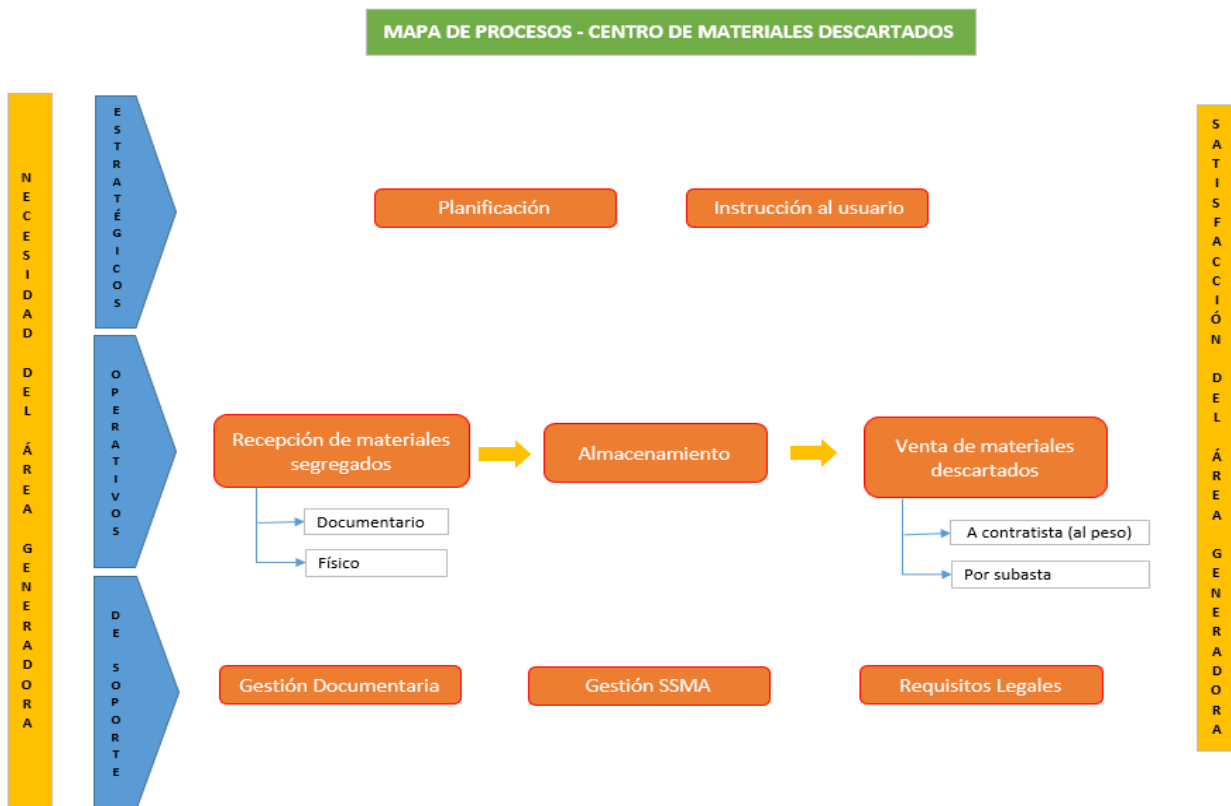 MAPA DE PROCESOS - CENTRO DE MATERIALES DESCARTADOS
NECESIDAD DEL ÁREA GENERADORA
ESTRATÉGICOS
Planificación
Instrucción al usuario
OPERATIVOS
Recepción de materiales
segregados
Documentario
Físico
Almacenamiento
Venta de materiales
descartados
A contratista (al peso)
Por subasta
DE SOPORTE
Gestión Documentaria
Gestión SSMA
Requisitos Legales
SATISFACCIÓN DEL ÁREA GENERADORA